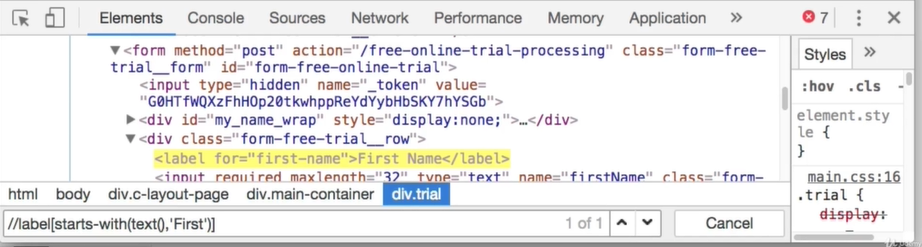 Elements Console Sources Network Performance Memory Application » 7
▼<form method="post" action="/free-online-trial-processing" class="form-free-
trial__form" id="form-free-online-trial">
<input type="hidden" name="_token" value=
"G0HTfWQXzFhHOp20tkwhppReYdYybHbSKY7hYSGb">
▶<div id="my_name_wrap" style="display:none;">…</div>
▼<div class="form-free-trial__row">
<label for="first-name">First Name</label>
<input required maxlength="32" type="text" name="firstName" class="form-
html body div.c-layout-page div.main-container div.trial
//label[starts-with(text(),'First')] 1 of 1 Cancel
Styles »
:hov .cls
element.sty
le {
}
main.css:16
.trial {
display: